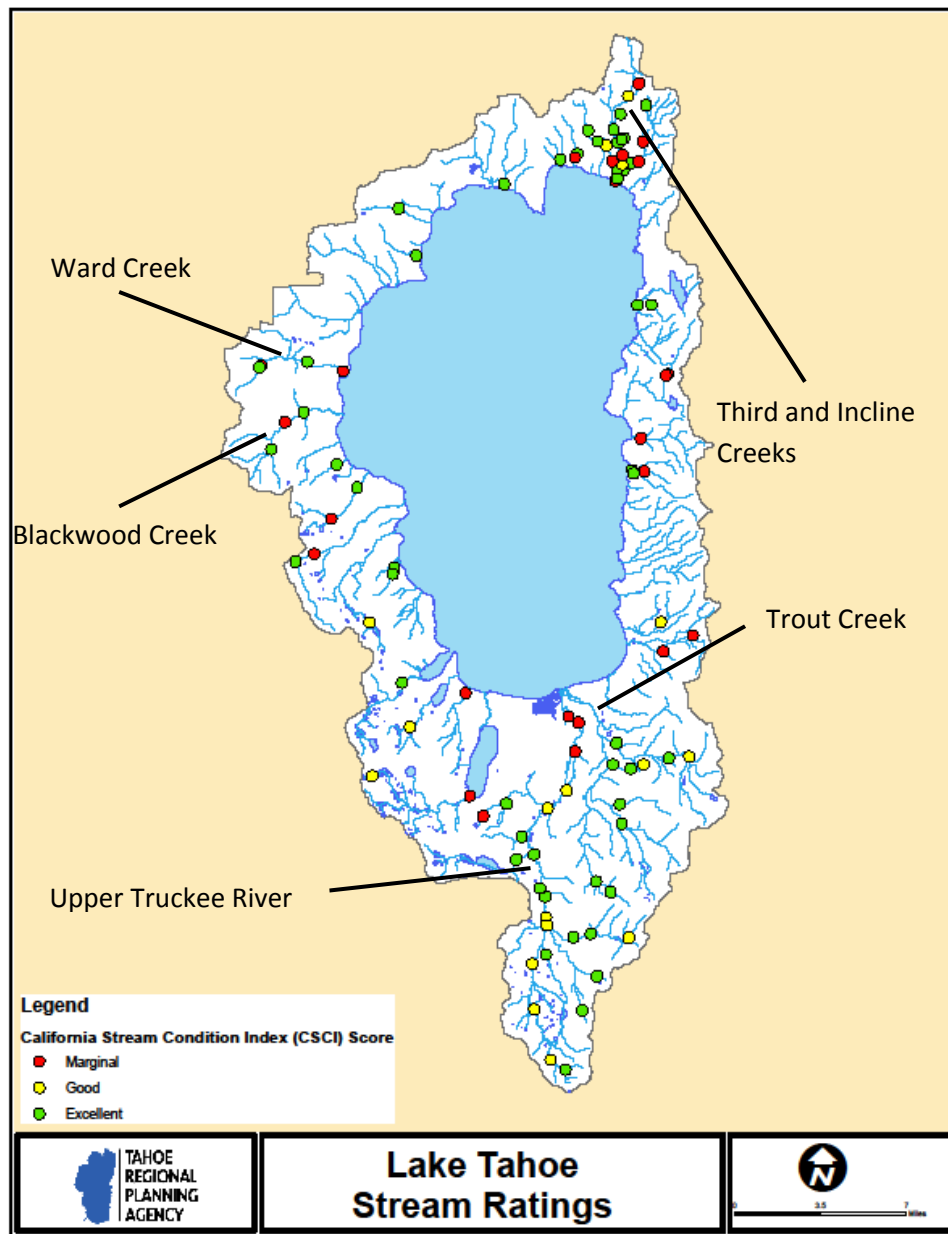 Ward Creek
Third and Incline
Creeks
Blackwood Creek
Trout Creek
Upper Truckee River
Legend
California Stream Condition Index (CSCI) Score
Marginal
Good
Excellent
TAHOE
REGIONAL
PLANNING
AGENCY
Lake Tahoe
Stream Ratings
N
0 3.5 7
Miles